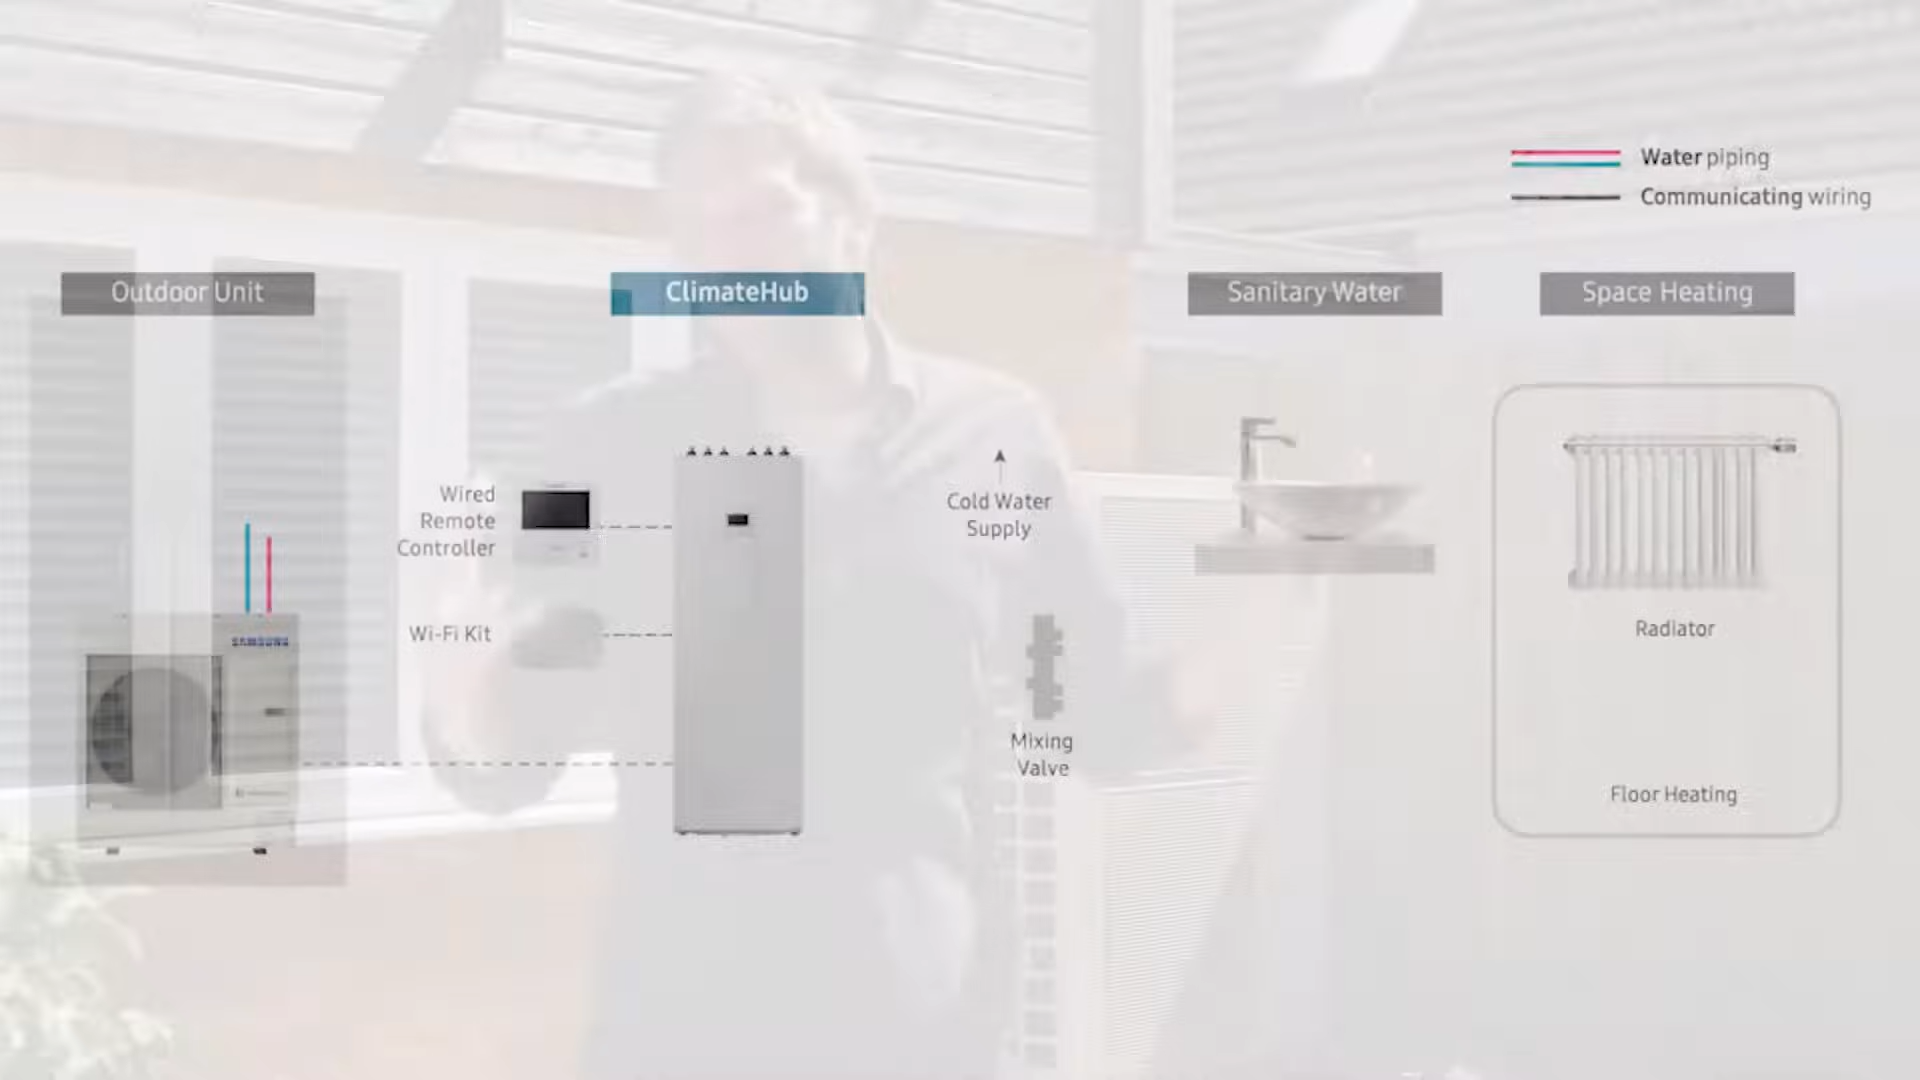 Water piping
Communicating wiring
Outdoor Unit
ClimateHub
Sanitary Water
Space Heating
Wired
Remote
Controller
Cold Water
Supply
Wi-Fi Kit
SAMSUNG
Radiator
Mixing
Valve
Floor Heating